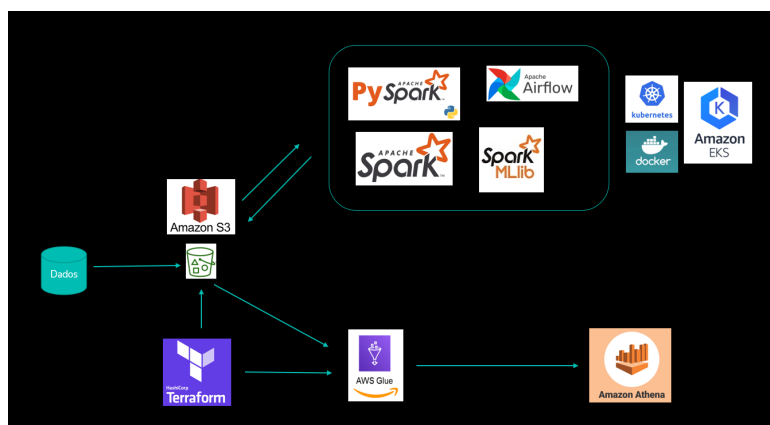 APACHE
PySpark
Apache
Airflow
kubernetes
Amazon
EKS
APACHE
Spark
Spark
MLlib
docker
Amazon S3
Dados
HashiCorp
Terraform
AWS Glue
Amazon Athena